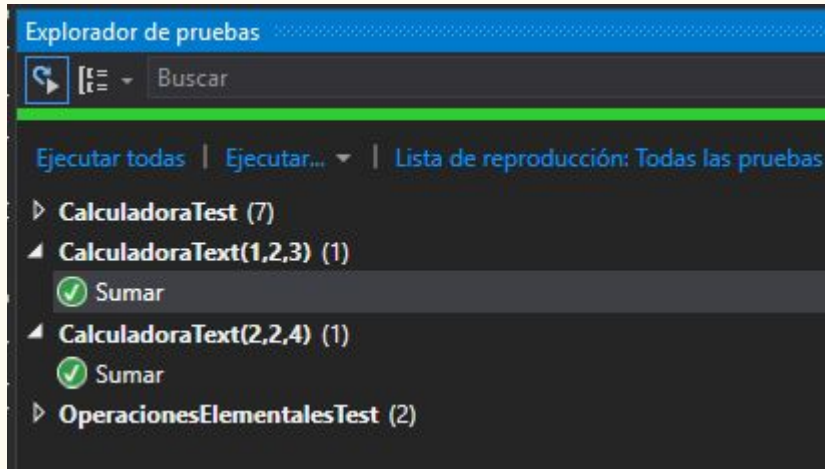 Explorador de pruebas
Buscar
Ejecutar todas | Ejecutar... | Lista de reproducción: Todas las pruebas
CalculadoraTest (7)
CalculadoraText(1,2,3) (1)
Sumar
CalculadoraText(2,2,4) (1)
Sumar
OperacionesElementalesTest (2)